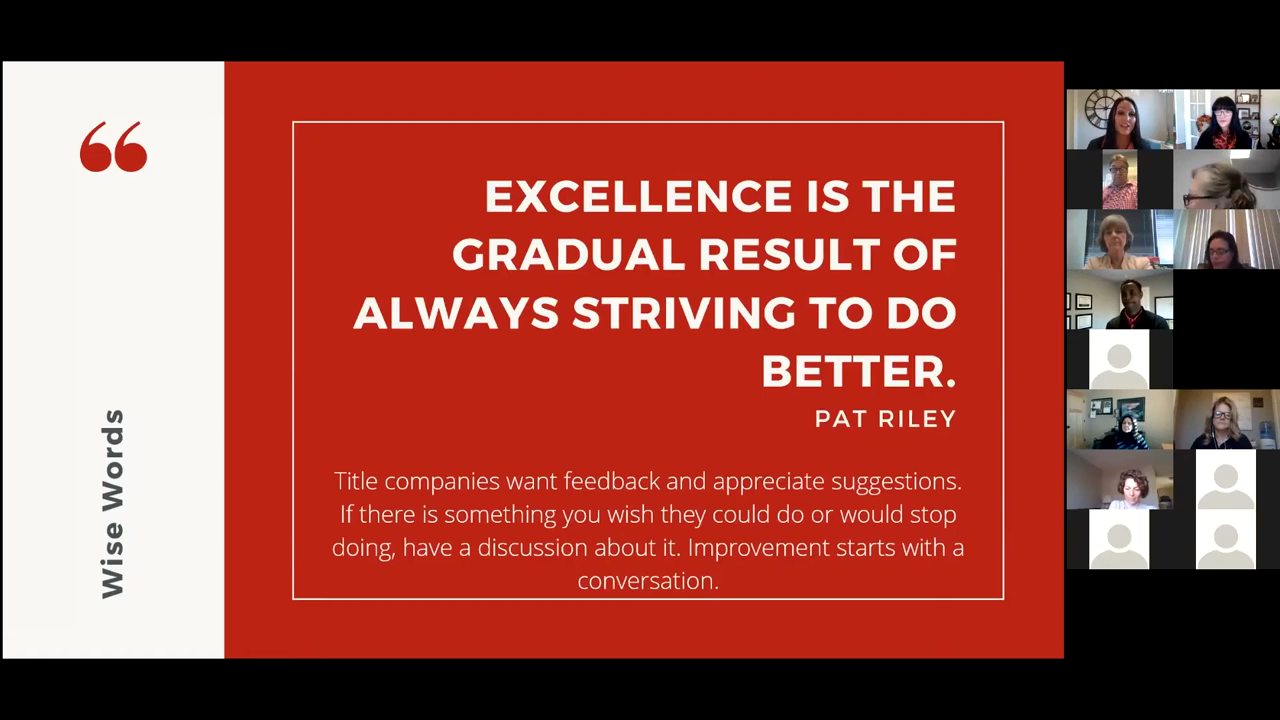 “
Wise Words
EXCELLENCE IS THE
GRADUAL RESULT OF
ALWAYS STRIVING TO DO
BETTER.
PAT RILEY
Title companies want feedback and appreciate suggestions.
If there is something you wish they could do or would stop
doing, have a discussion about it. Improvement starts with a
conversation.